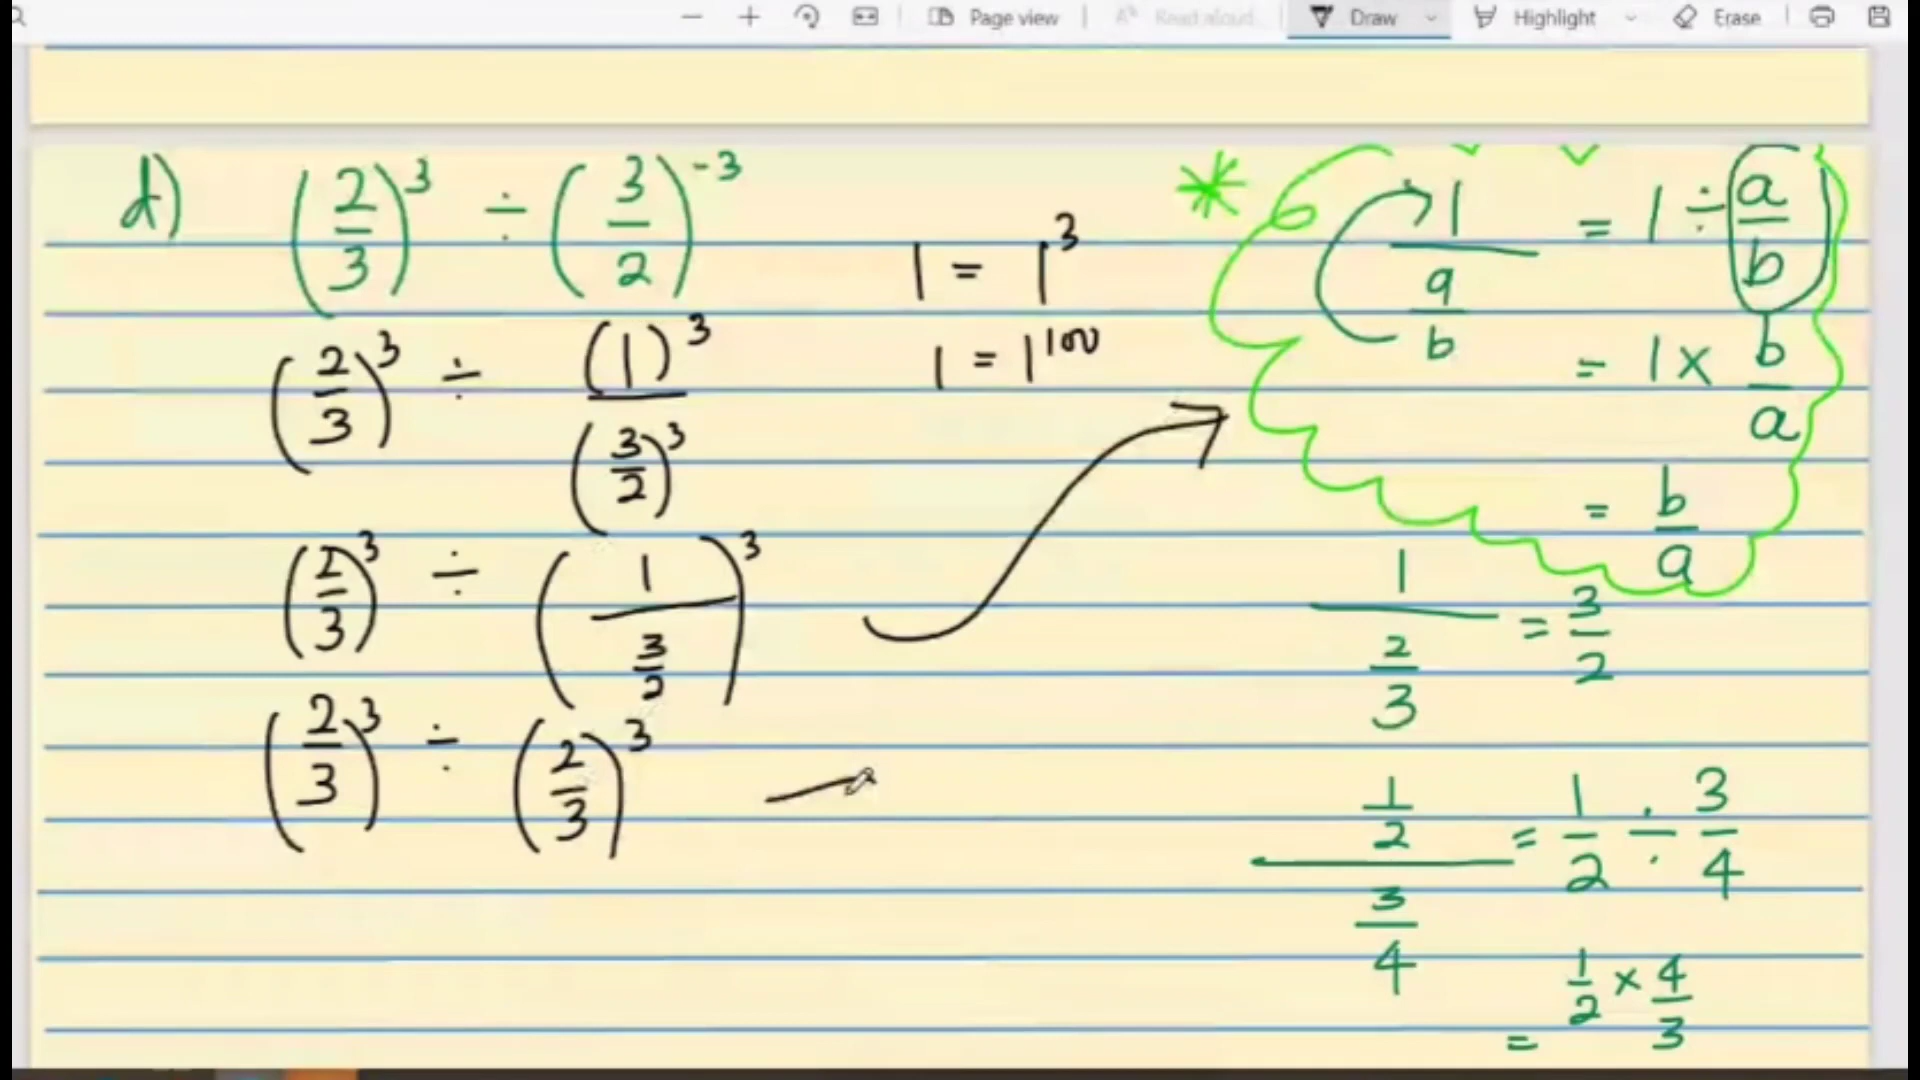 Page view
Read aloud
Draw
Highlight
Erase
d) (2/3)^3 ÷ (3/2)^-3
(2/3)^3 ÷ (1)^3/(3/2)^3
(2/3)^3 ÷ (1/(3/2))^3
(2/3)^3 ÷ (2/3)^3
1 = 1^3
1 = 1^100
* 1/(a/b) = 1 ÷ a/b
= 1 × b/a
= b/a
1/(2/3) = 3/2
(1/2)/(3/4) = 1/2 ÷ 3/4
= 1/2 × 4/3